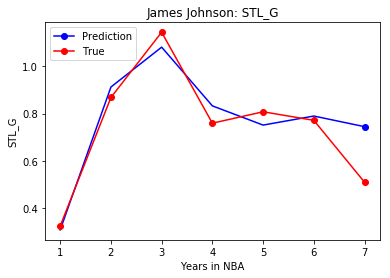 James Johnson: STL_G
Prediction
True
STL_G
1.0
0.8
0.6
0.4
1 2 3 4 5 6 7
Years in NBA